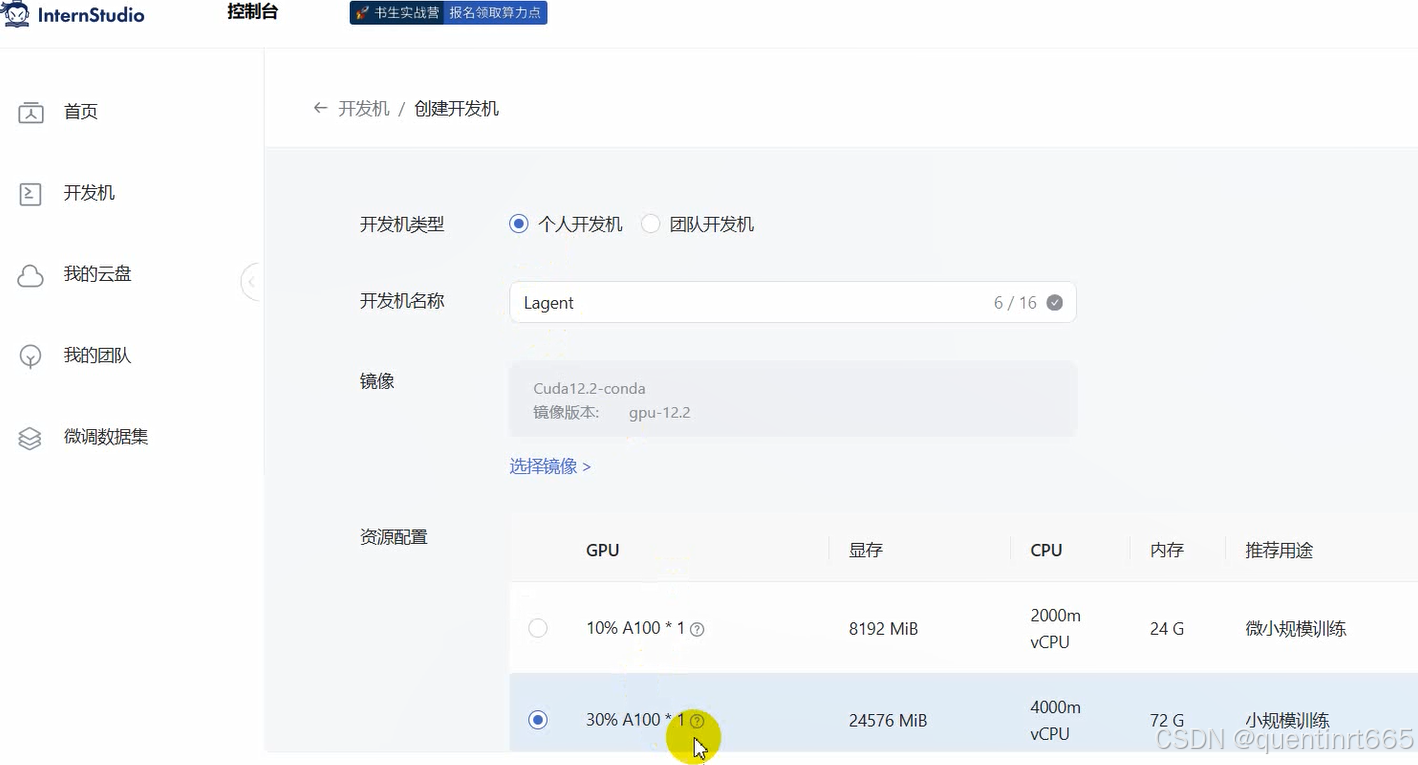 InternStudio
控制台
书生实战营 报名领取算力点
首页
开发机
我的云盘
我的团队
微调数据集
← 开发机 / 创建开发机
开发机类型 个人开发机 团队开发机
开发机名称 Lagent 6 / 16
镜像 Cuda12.2-conda
镜像版本: gpu-12.2
选择镜像 >
资源配置
GPU 显存 CPU 内存 推荐用途
10% A100 * 1 8192 MiB 2000m vCPU 24 G 微小规模训练
30% A100 * 1 24576 MiB 4000m vCPU 72 G 小规模训练
CSDN @quentinrt665